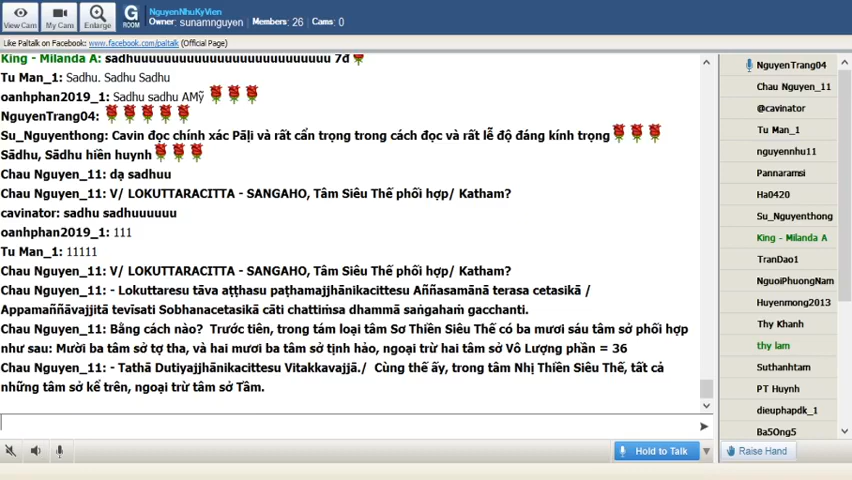 NguyenNhuKyVien
Owner: sunamnguyen Members: 26 Cams: 0
View Cam My Cam Enlarge G ROOM
Like Paltalk on Facebook: www.facebook.com/paltalk (Official Page)
King - Milanda A: sadhuuuuuuuuuuuuuuuuuuuuuuuuuu 7đ
Tu Man_1: Sadhu. Sadhu Sadhu
oanhphan2019_1: Sadhu sadhu AMỹ
NguyenTrang04:
Su_Nguyenthong: Cavin đọc chính xác Pāḷi và rất cẩn trọng trong cách đọc và rất lễ độ đáng kính trọng
Sādhu, Sādhu hiền huynh
Chau Nguyen_11: dạ sadhuu
Chau Nguyen_11: V/ LOKUTTARACITTA - SANGAHO, Tâm Siêu Thế phối hợp/ Katham?
cavinator: sadhu sadhuuuuuu
oanhphan2019_1: 111
Tu Man_1: 11111
Chau Nguyen_11: V/ LOKUTTARACITTA - SANGAHO, Tâm Siêu Thế phối hợp/ Katham?
Chau Nguyen_11: - Lokuttaresu tāva aṭṭhasu paṭhamajjhānikacittesu Aññasamānā terasa cetasikā /
Appamaññāvajjitā tevīsati Sobhanacetasikā cāti chattiṃsa dhammā saṅgahaṃ gacchanti.
Chau Nguyen_11: Bằng cách nào? Trước tiên, trong tám loại tâm Sơ Thiền Siêu Thế có ba mươi sáu tâm sở phối hợp
như sau: Mười ba tâm sở tợ tha, và hai mươi ba tâm sở tịnh hảo, ngoại trừ hai tâm sở Vô Lượng phần = 36
Chau Nguyen_11: - Tathā Dutiyajjhānikacittesu Vitakkavajjā./ Cùng thế ấy, trong tâm Nhị Thiền Siêu Thế, tất cả
những tâm sở kể trên, ngoại trừ tâm sở Tầm.
Hold to Talk
NguyenTrang04
Chau Nguyen_11
@cavinator
Tu Man_1
nguyennhu11
Pannaramsi
Ha0420
Su_Nguyenthong
King - Milanda A
TranDao1
NguoiPhuongNam
Huyenmong2013
Thy Khanh
thy lam
Suthanhtam
PT Huynh
dieuphapdk_1
Ba5Ong5
Raise Hand